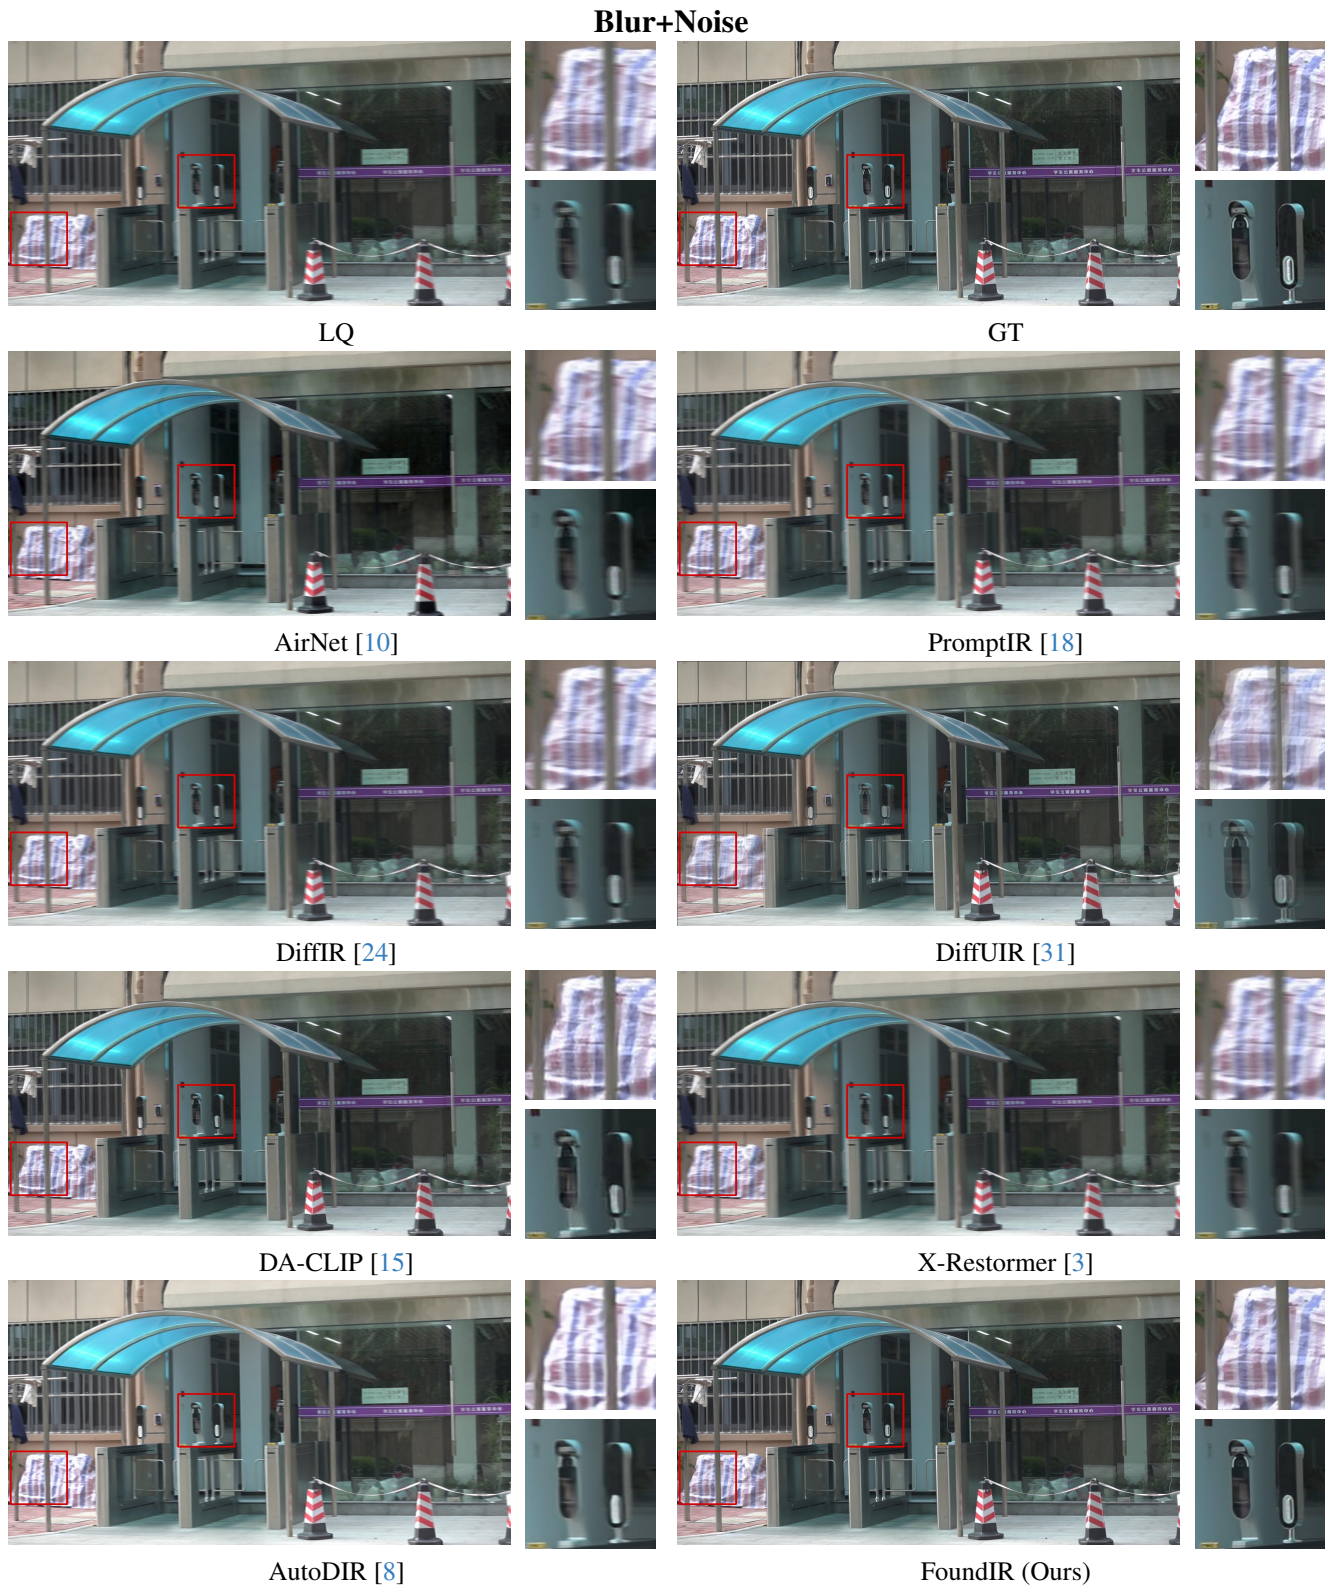 Blur+Noise
LQ
GT
AirNet [10]
PromptIR [18]
DiffIR [24]
DiffUIR [31]
DA-CLIP [15]
X-Restormer [3]
AutoDIR [8]
FoundIR (Ours)